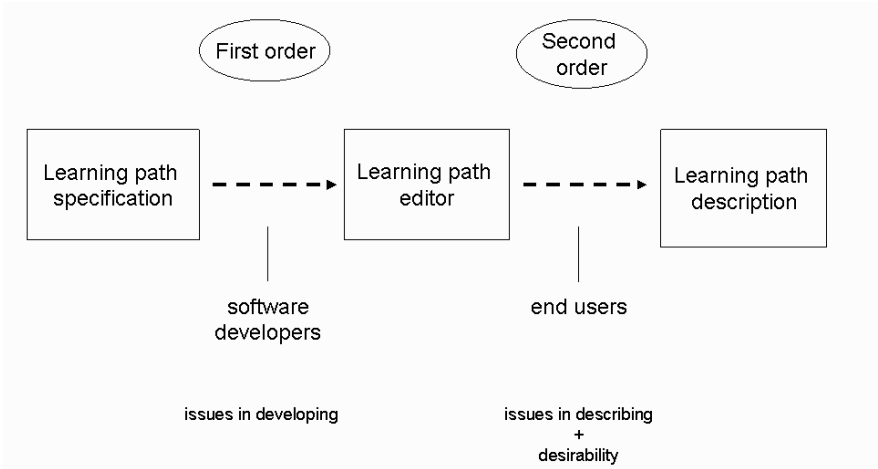 First order
Second
order
Learning path
specification
Learning path
editor
Learning path
description
software
developers
end users
issues in developing
issues in describing
+
desirability